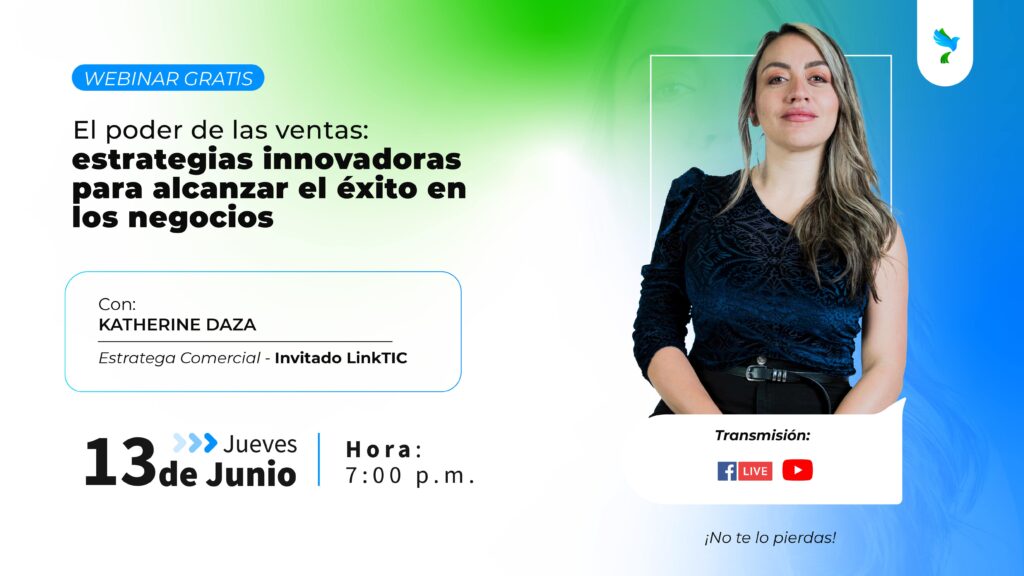 WEBINAR GRATIS
El poder de las ventas:
estrategias innovadoras
para alcanzar el éxito en
los negocios
Con:
KATHERINE DAZA
Estratega Comercial - Invitado LinkTIC
13 Jueves
de Junio
Hora:
7:00 p.m.
Transmisión:
LIVE
¡No te lo pierdas!